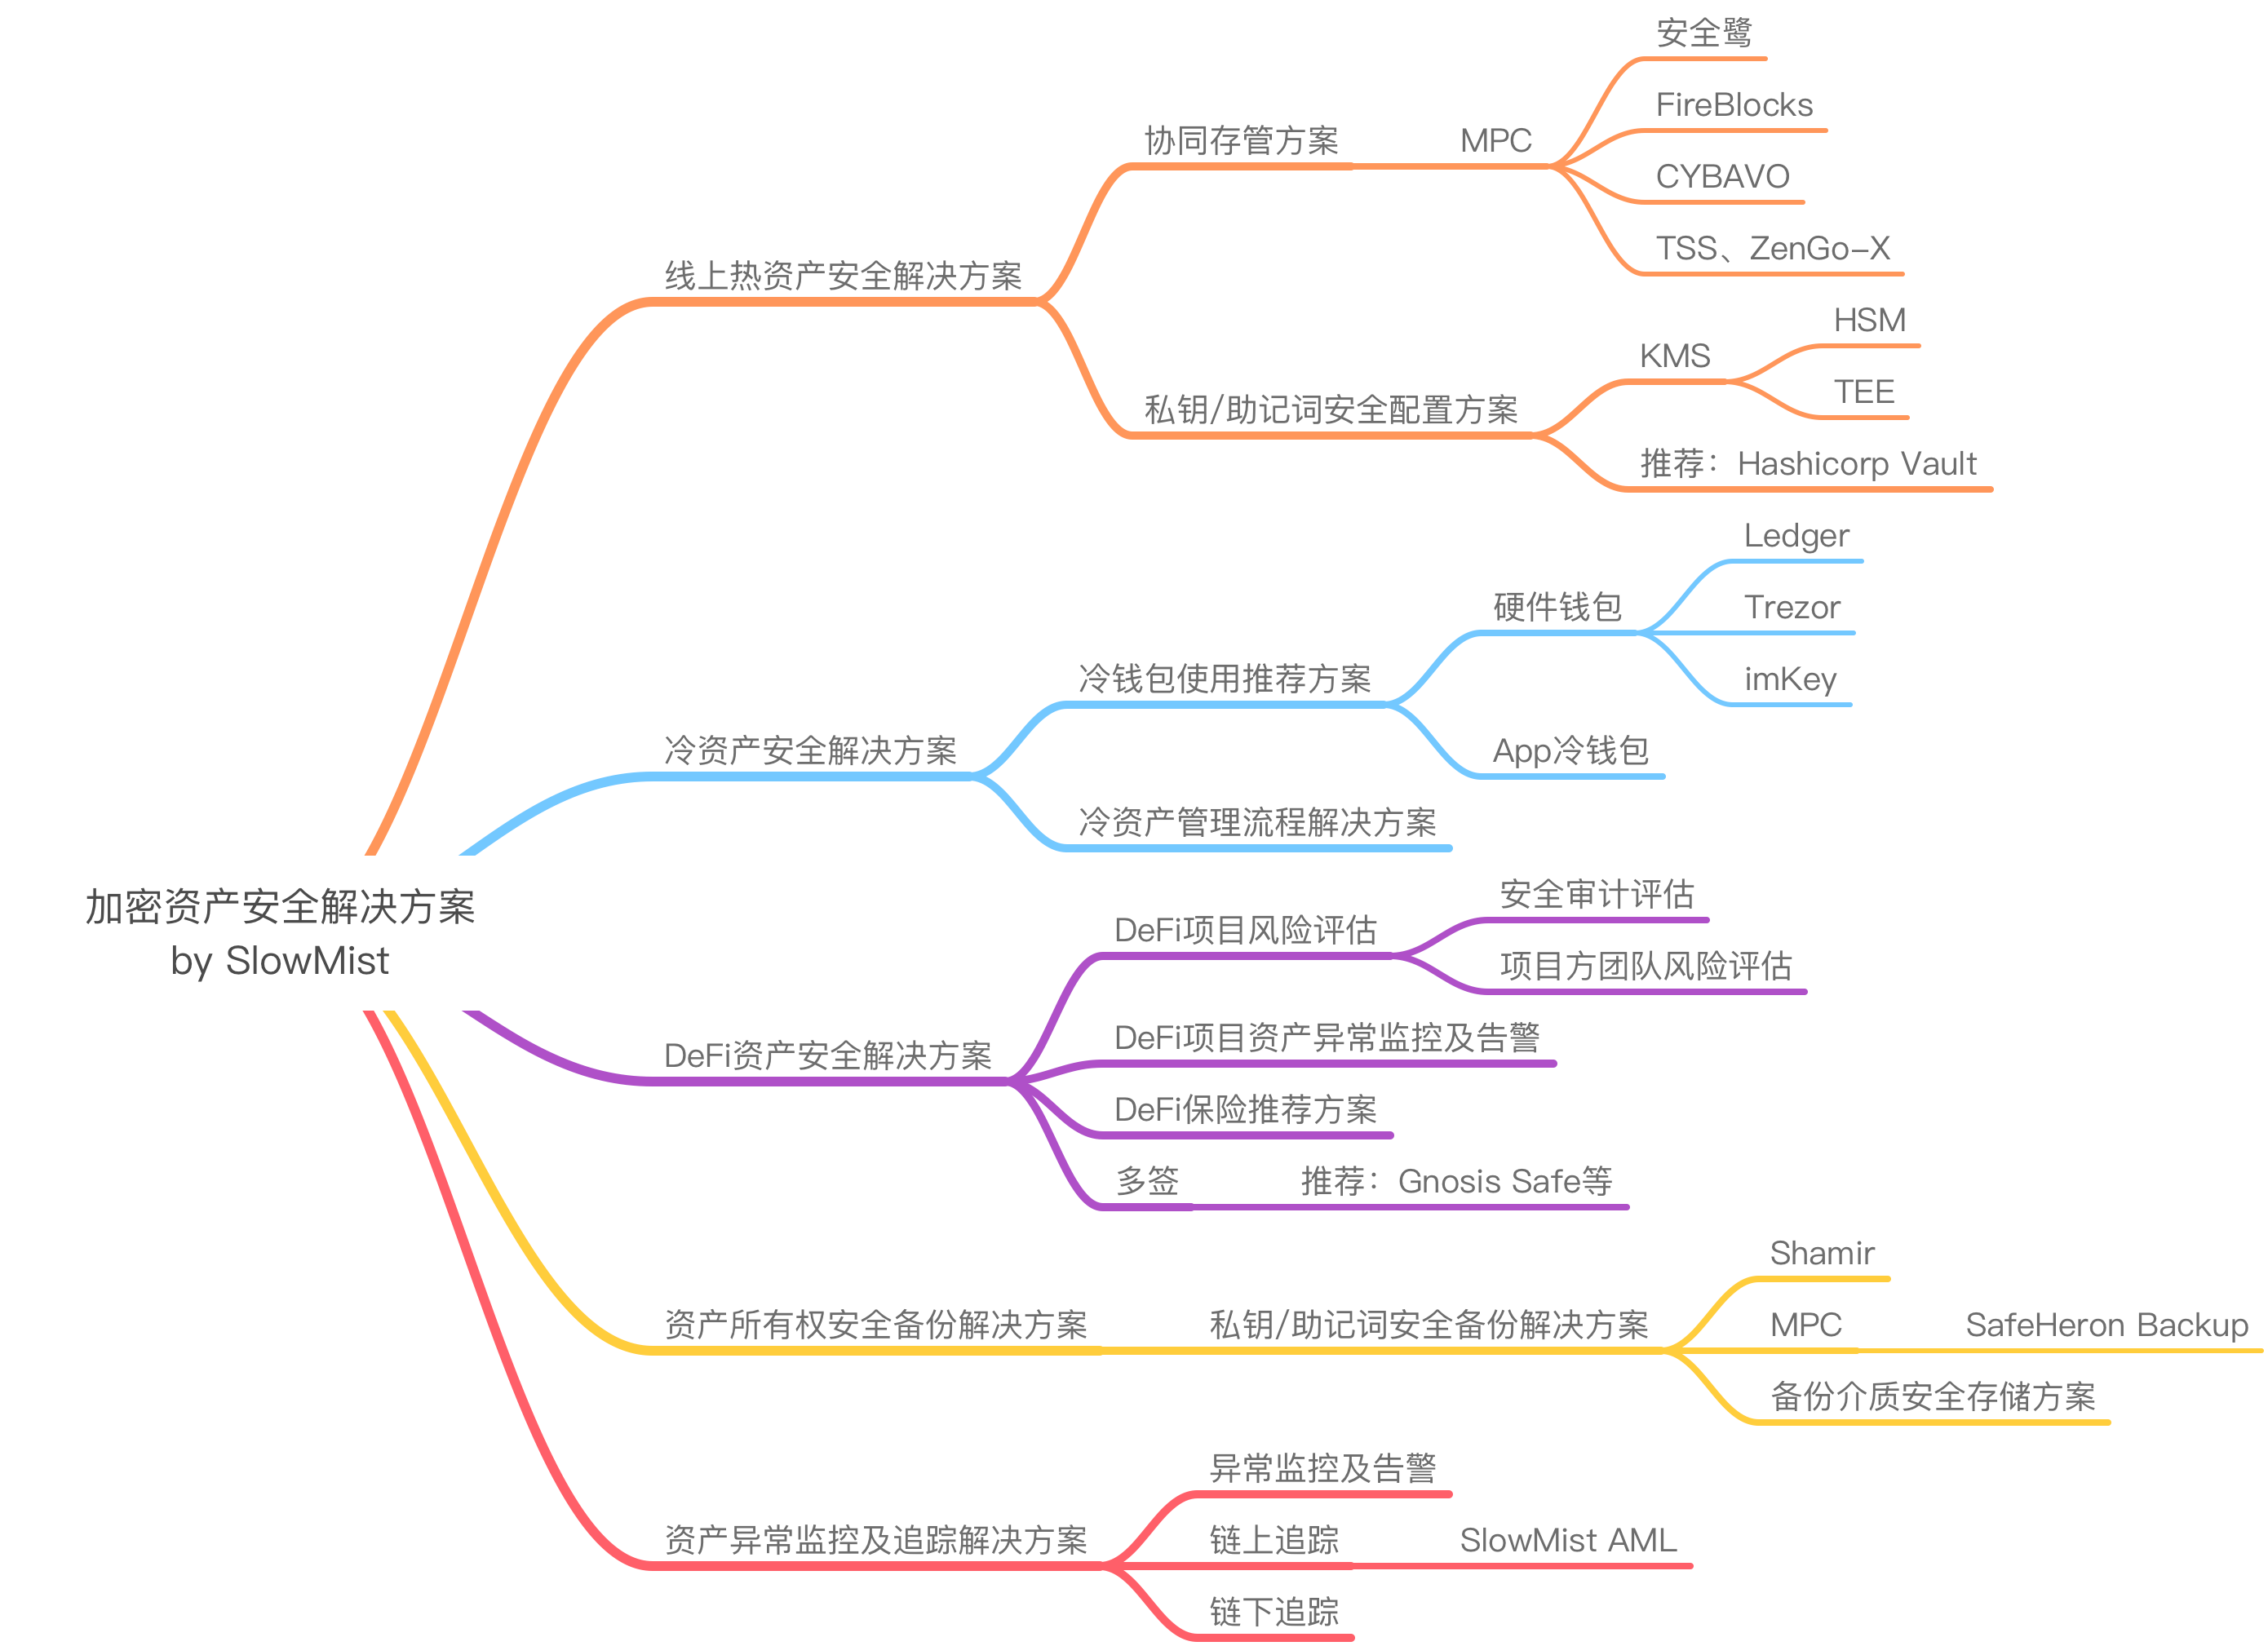 加密资产安全解决方案
by SlowMist
线上热资产安全解决方案
协同存管方案
MPC
安全鹭
FireBlocks
CYBAVO
TSS、ZenGo-X
私钥/助记词安全配置方案
KMS
HSM
TEE
推荐：Hashicorp Vault
冷资产安全解决方案
冷钱包使用推荐方案
硬件钱包
Ledger
Trezor
imKey
App冷钱包
冷资产管理流程解决方案
DeFi资产安全解决方案
DeFi项目风险评估
安全审计评估
项目方团队风险评估
DeFi项目资产异常监控及告警
DeFi保险推荐方案
多签
推荐：Gnosis Safe等
资产所有权安全备份解决方案
私钥/助记词安全备份解决方案
Shamir
MPC
SafeHeron Backup
备份介质安全存储方案
资产异常监控及追踪解决方案
异常监控及告警
链上追踪
SlowMist AML
链下追踪